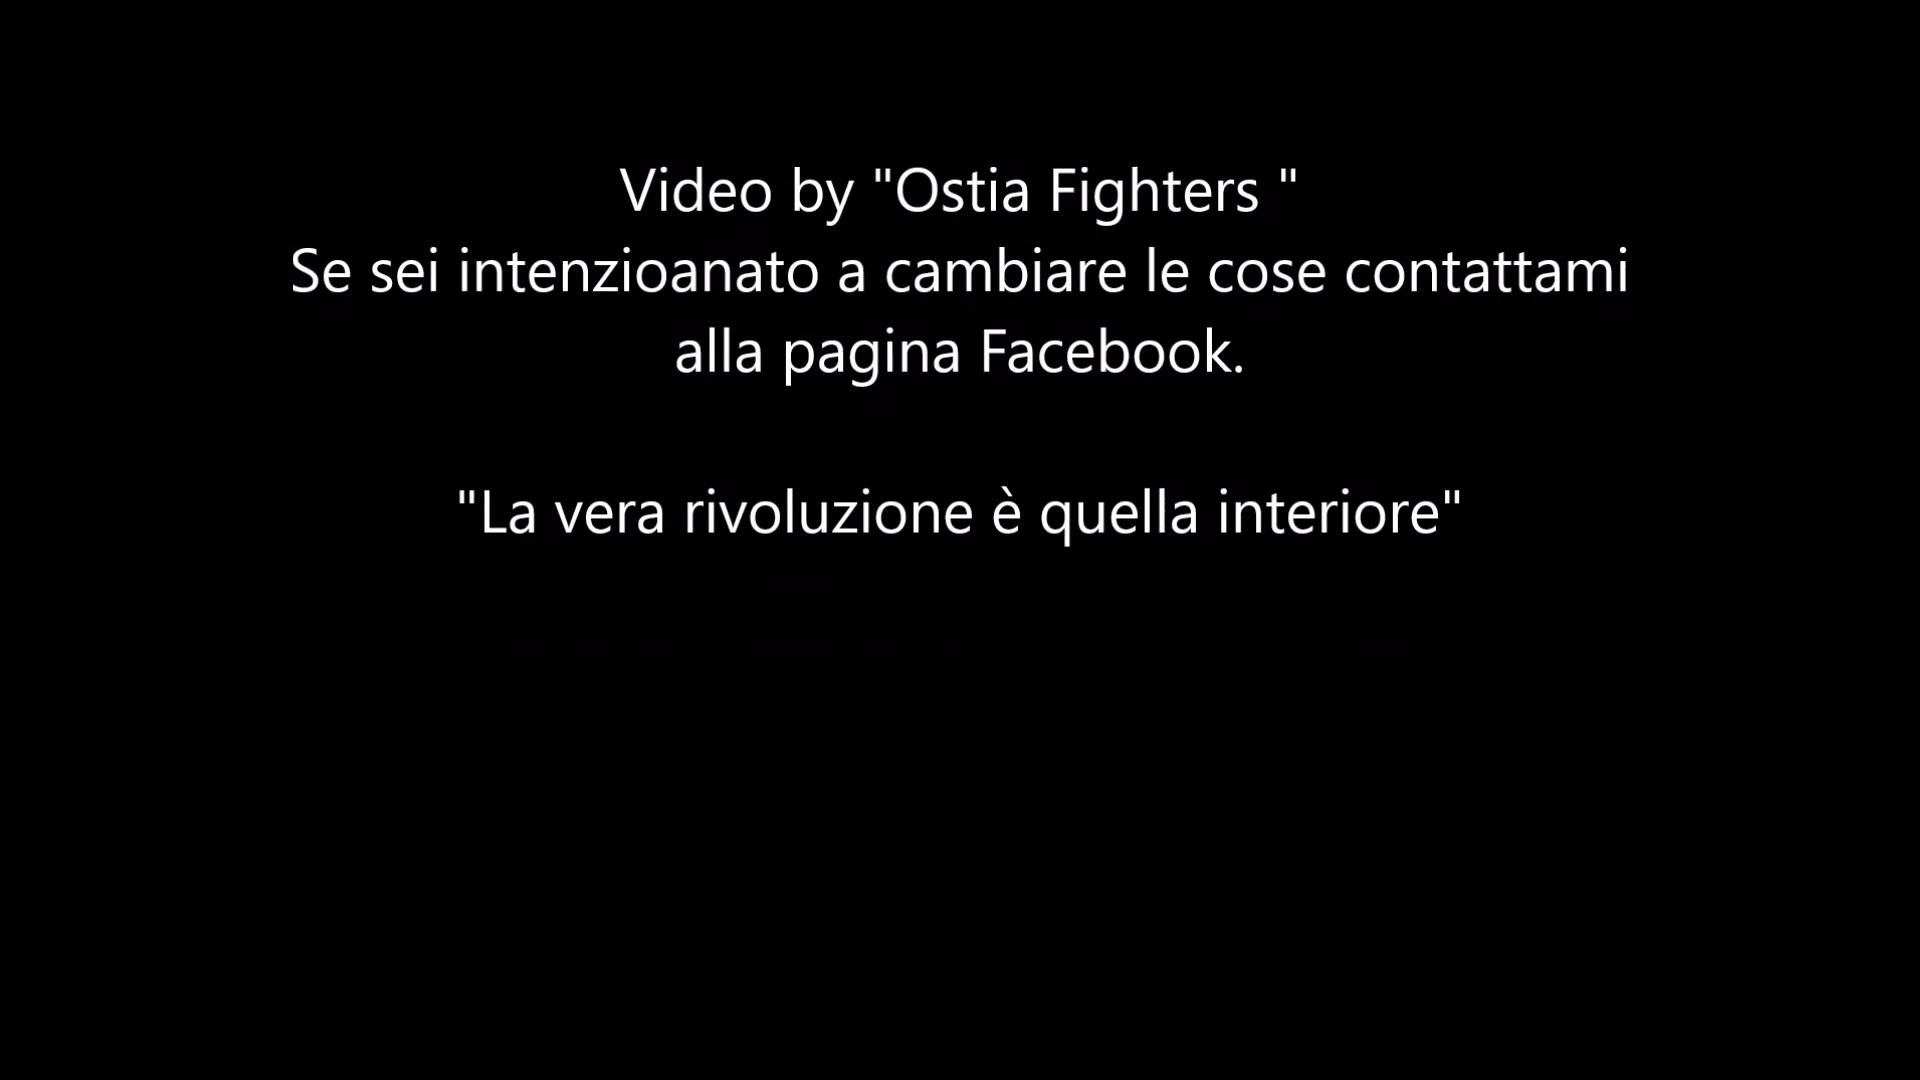 Video by "Ostia Fighters "
Se sei intenzioanato a cambiare le cose contattami
alla pagina Facebook.
"La vera rivoluzione è quella interiore"